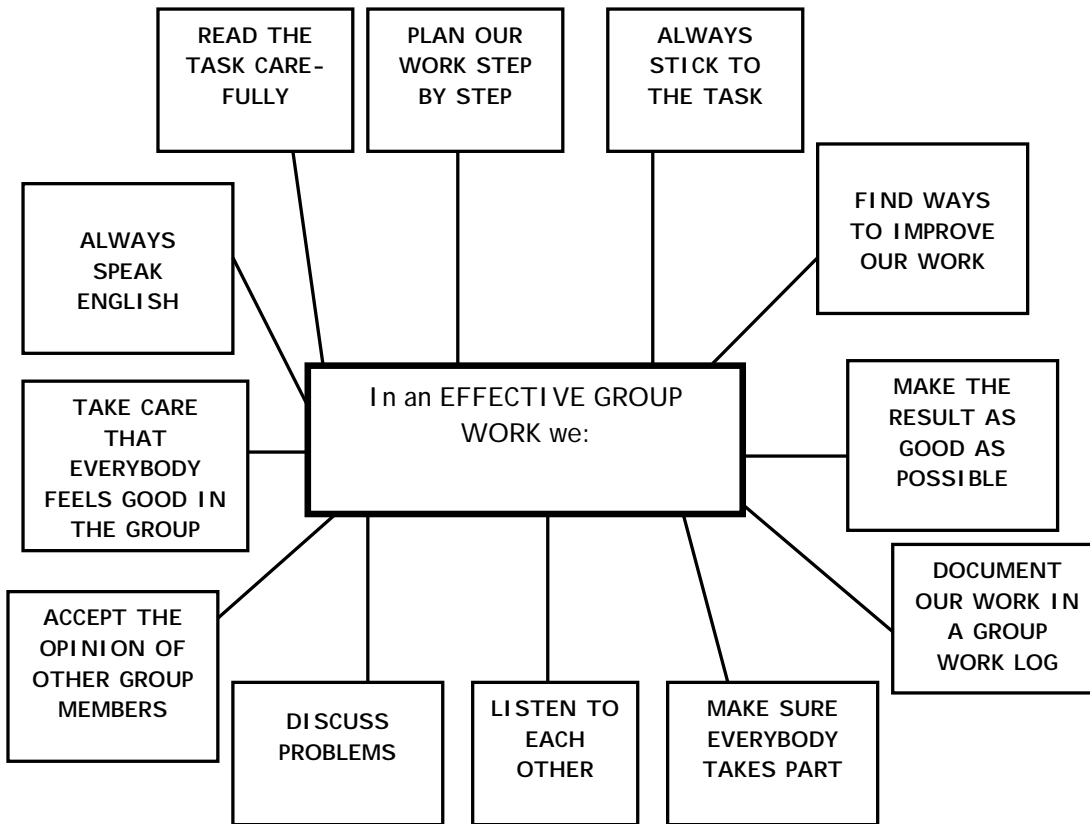 READ THE
TASK CARE-
FULLY
PLAN OUR
WORK STEP
BY STEP
ALWAYS
STICK TO
THE TASK
FIND WAYS
TO IMPROVE
OUR WORK
ALWAYS
SPEAK
ENGLISH
In an EFFECTIVE GROUP
WORK we:
MAKE THE
RESULT AS
GOOD AS
POSSIBLE
TAKE CARE
THAT
EVERYBODY
FEELS GOOD IN
THE GROUP
DOCUMENT
OUR WORK IN
A GROUP
WORK LOG
ACCEPT THE
OPINION OF
OTHER GROUP
MEMBERS
DISCUSS
PROBLEMS
LISTEN TO
EACH
OTHER
MAKE SURE
EVERYBODY
TAKES PART